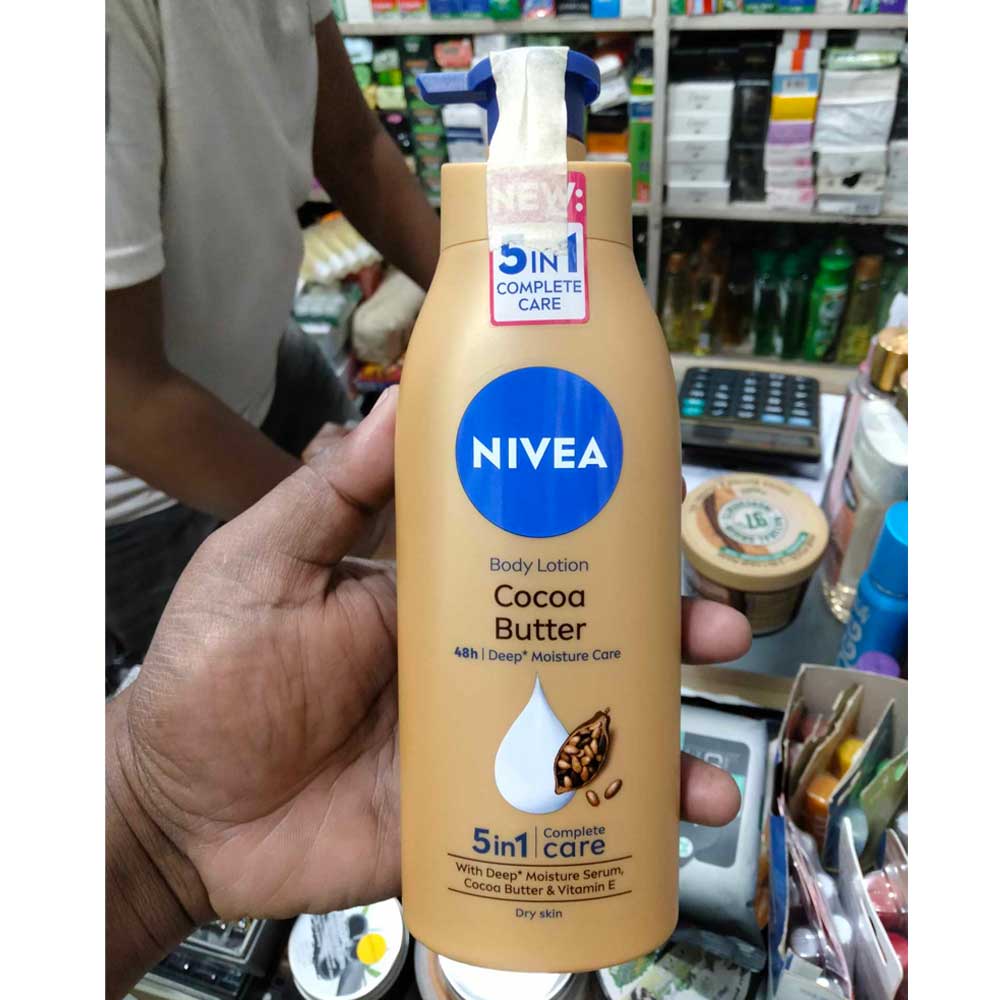 NEW:
5 IN 1
COMPLETE
CARE
NIVEA
Body Lotion
Cocoa
Butter
48h | Deep* Moisture Care
5in1 | Complete
care
With Deep* Moisture Serum,
Cocoa Butter & Vitamin E
Dry skin